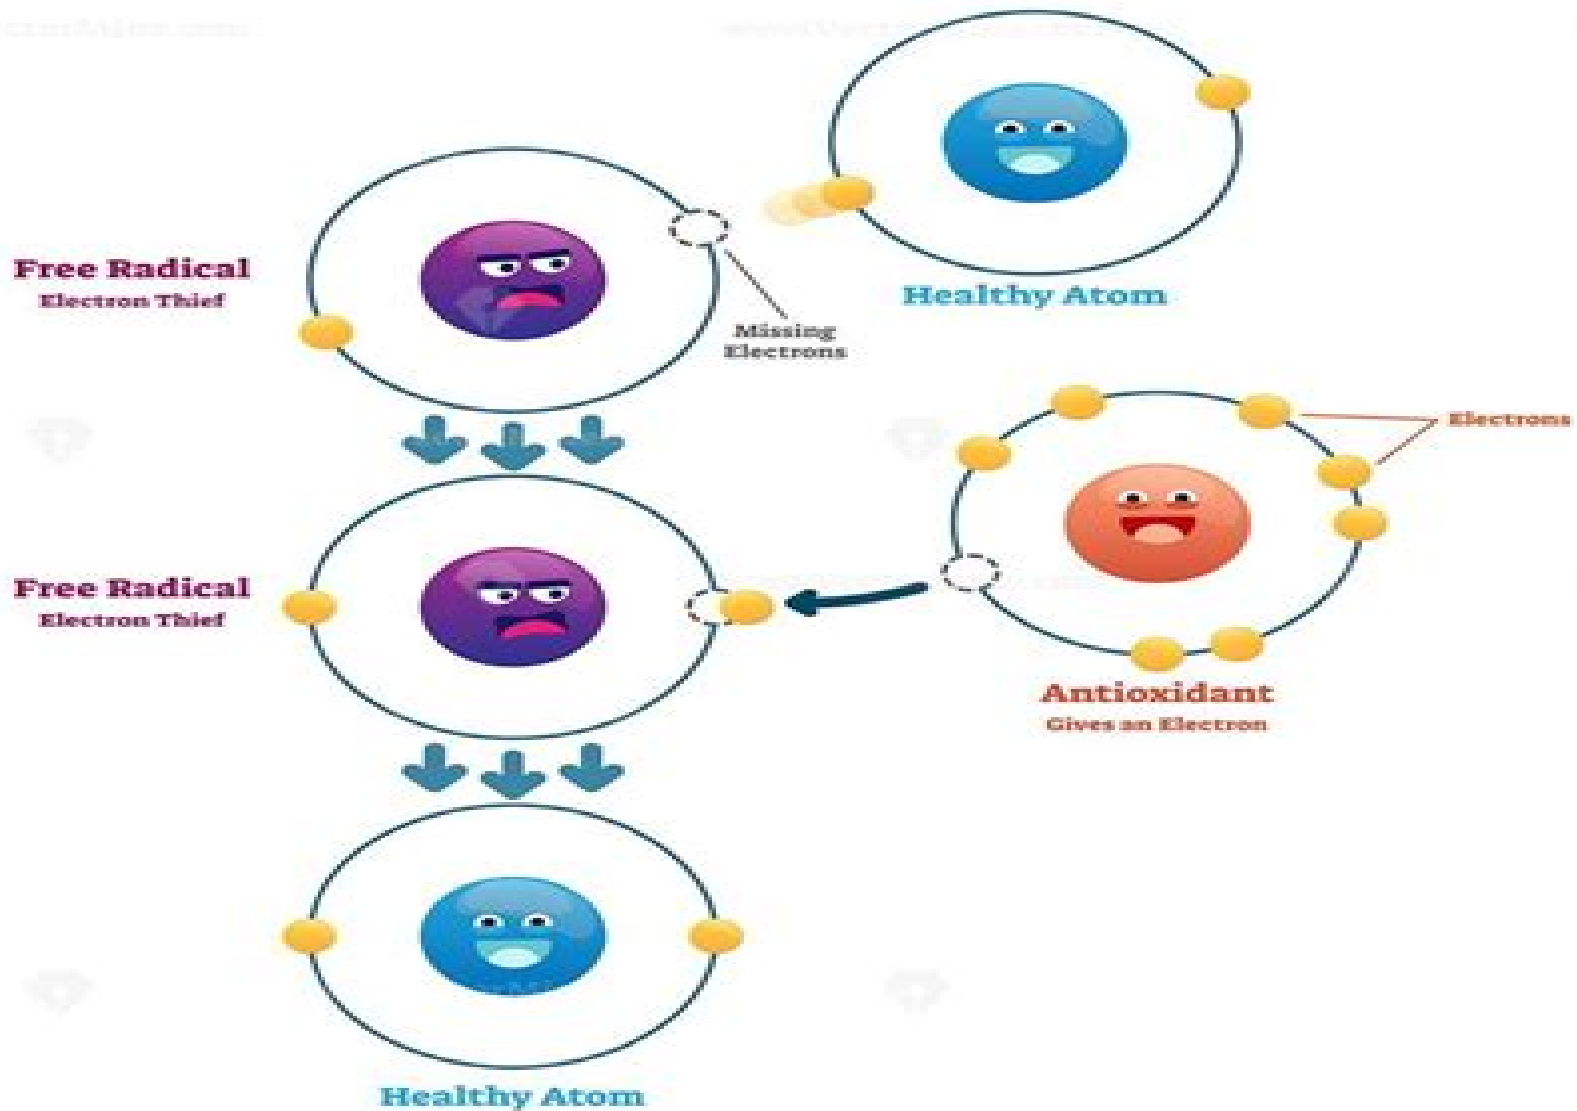 Free Radical
Electron Thief
Missing
Electrons
Healthy Atom
Electrons
Free Radical
Electron Thief
Antioxidant
Gives an Electron
Healthy Atom